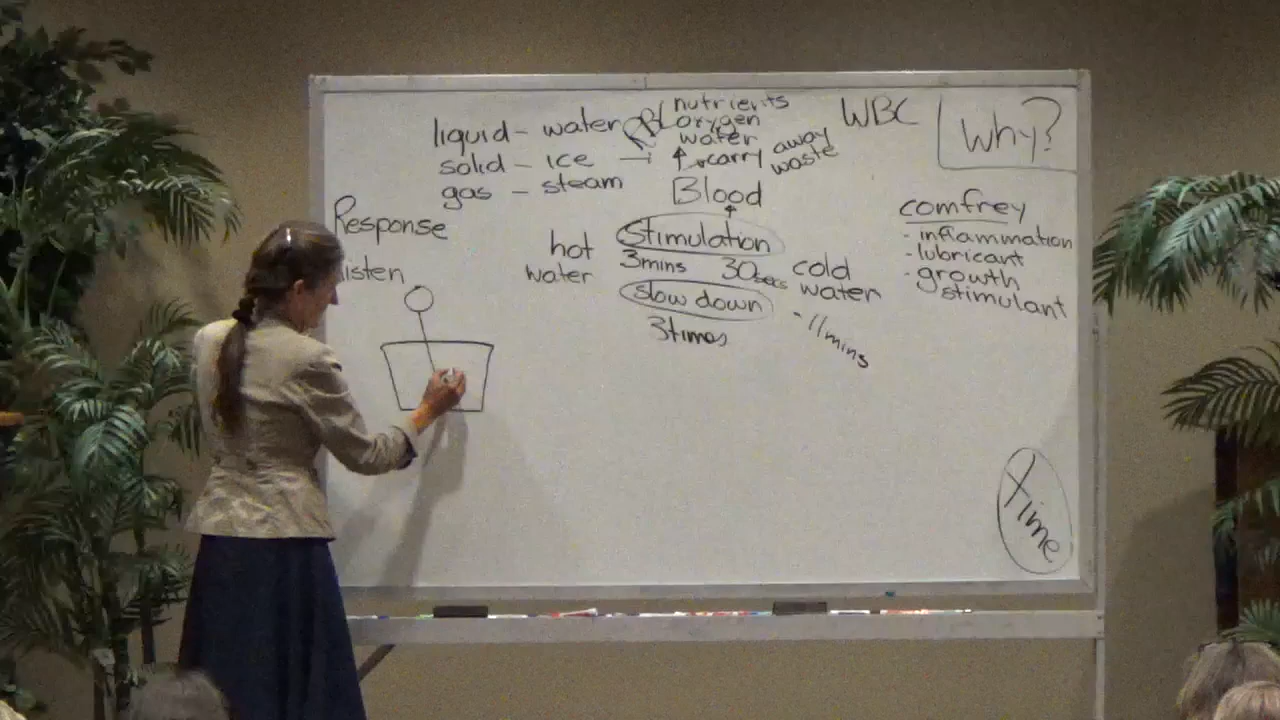 liquid - water
solid - ice
gas - steam
RBC
nutrients
oxygen
water
carry away
waste
Blood
WBC
Why?
Response
listen
hot
water
Stimulation
3mins 30secs
slow down
3times
cold
water
- 11mins
comfrey
- inflammation
- lubricant
- growth
stimulant
time